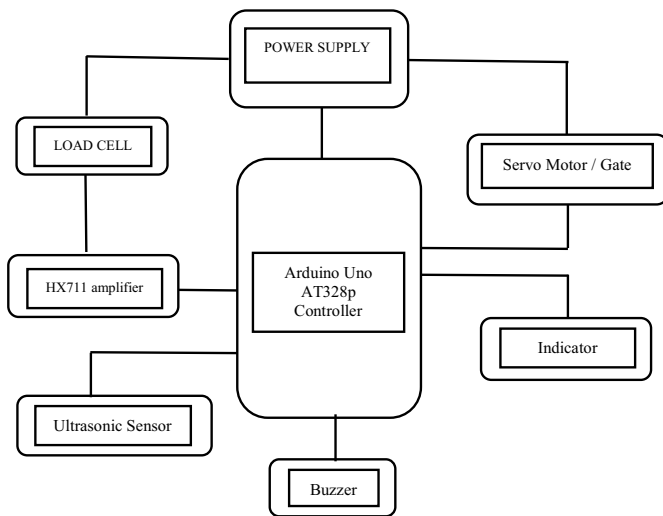 POWER SUPPLY
LOAD CELL
Servo Motor / Gate
HX711 amplifier
Arduino Uno
AT328p
Controller
Indicator
Ultrasonic Sensor
Buzzer